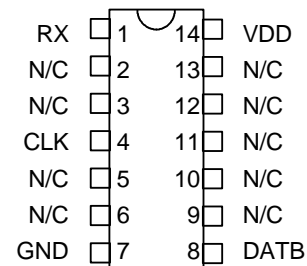 RX 1 14 VDD
N/C 2 13 N/C
N/C 3 12 N/C
CLK 4 11 N/C
N/C 5 10 N/C
N/C 6 9 N/C
GND 7 8 DATB